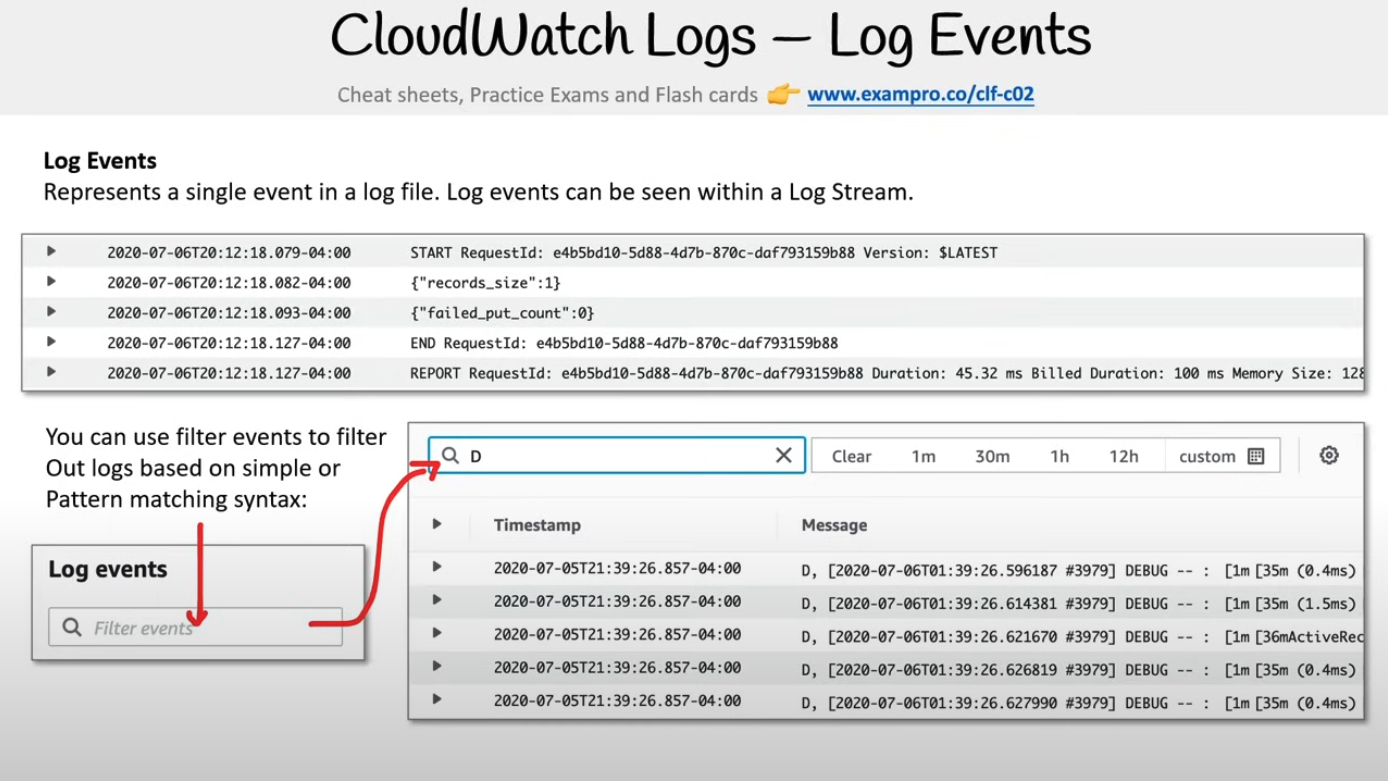 CloudWatch Logs – Log Events
Cheat sheets, Practice Exams and Flash cards 👉 www.exampro.co/clf-c02
Log Events
Represents a single event in a log file. Log events can be seen within a Log Stream.
2020-07-06T20:12:18.079-04:00 START RequestId: e4b5bd10-5d88-4d7b-870c-daf793159b88 Version: $LATEST
2020-07-06T20:12:18.082-04:00 {"records_size":1}
2020-07-06T20:12:18.093-04:00 {"failed_put_count":0}
2020-07-06T20:12:18.127-04:00 END RequestId: e4b5bd10-5d88-4d7b-870c-daf793159b88
2020-07-06T20:12:18.127-04:00 REPORT RequestId: e4b5bd10-5d88-4d7b-870c-daf793159b88 Duration: 45.32 ms Billed Duration: 100 ms Memory Size: 128
You can use filter events to filter
Out logs based on simple or
Pattern matching syntax:
Log events
Filter events
D Clear 1m 30m 1h 12h custom
Timestamp Message
2020-07-05T21:39:26.857-04:00 D, [2020-07-06T01:39:26.596187 #3979] DEBUG -- : [1m [35m (0.4ms)
2020-07-05T21:39:26.857-04:00 D, [2020-07-06T01:39:26.614381 #3979] DEBUG -- : [1m [35m (1.5ms)
2020-07-05T21:39:26.857-04:00 D, [2020-07-06T01:39:26.621670 #3979] DEBUG -- : [1m [36mActiveRec
2020-07-05T21:39:26.857-04:00 D, [2020-07-06T01:39:26.626819 #3979] DEBUG -- : [1m [35m (0.4ms)
2020-07-05T21:39:26.857-04:00 D, [2020-07-06T01:39:26.627990 #3979] DEBUG -- : [1m [35m (0.4ms)